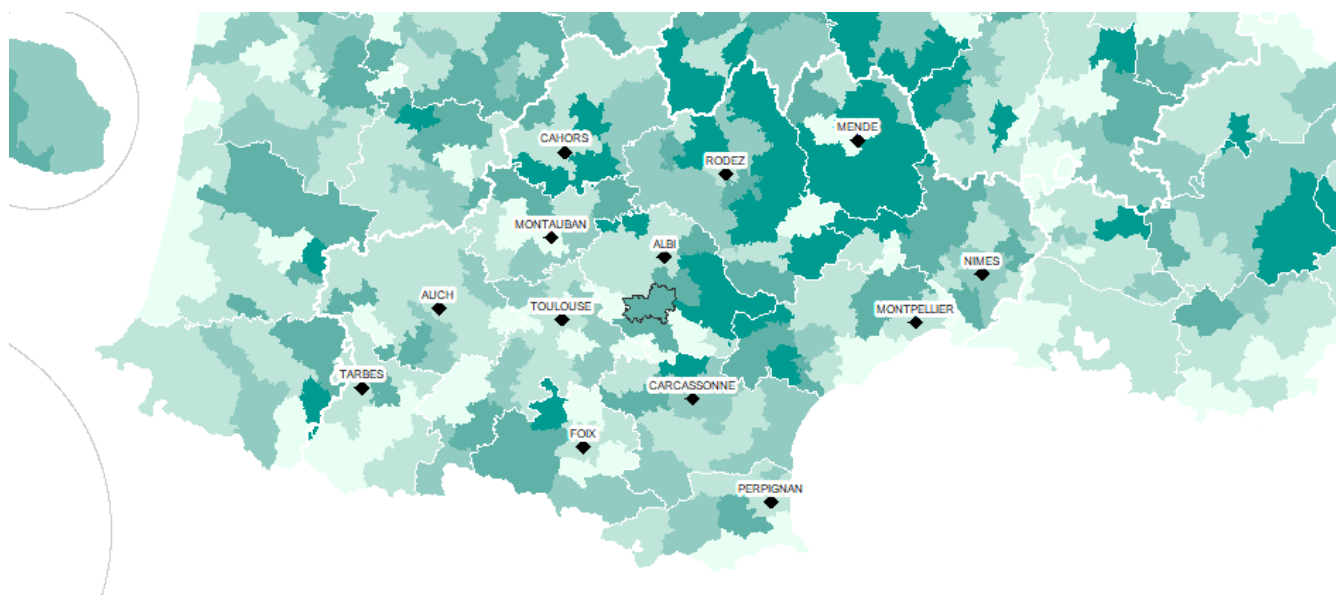 CAHORS
MENDE
RODEZ
MONTAUBAN
ALBI
NIMES
AUCH
TOULOUSE
MONTPELLIER
TARBES
CARCASSONNE
FOIX
PERPIGNAN